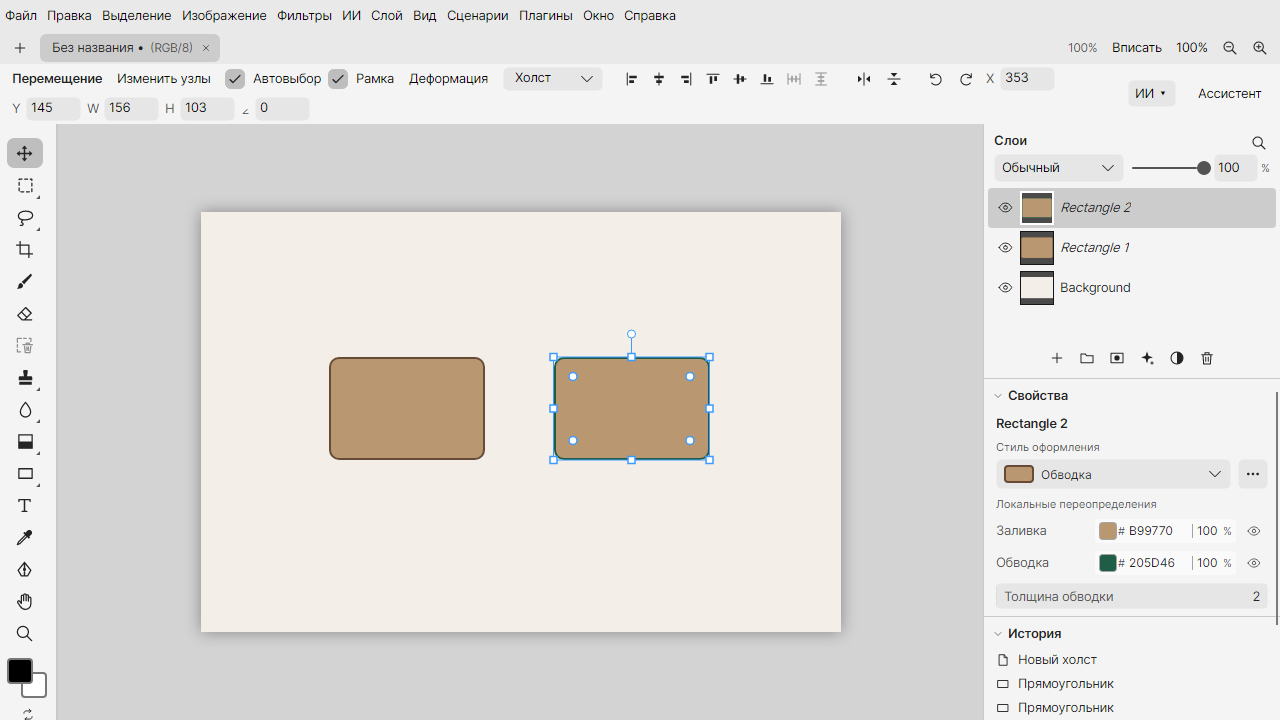 Файл Правка Выделение Изображение Фильтры ИИ Слой Вид Сценарии Плагины Окно Справка
Без названия • (RGB/8) 100% Вписать 100%
Перемещение Изменить узлы Автовыбор Рамка Деформация Холст X 353
Y 145 W 156 H 103 ∠ 0 ИИ Ассистент
Слои
Обычный 100 %
Rectangle 2
Rectangle 1
Background
Свойства
Rectangle 2
Стиль оформления
Обводка
Локальные переопределения
Заливка # B99770 100 %
Обводка # 205D46 100 %
Толщина обводки 2
История
Новый холст
Прямоугольник
Прямоугольник